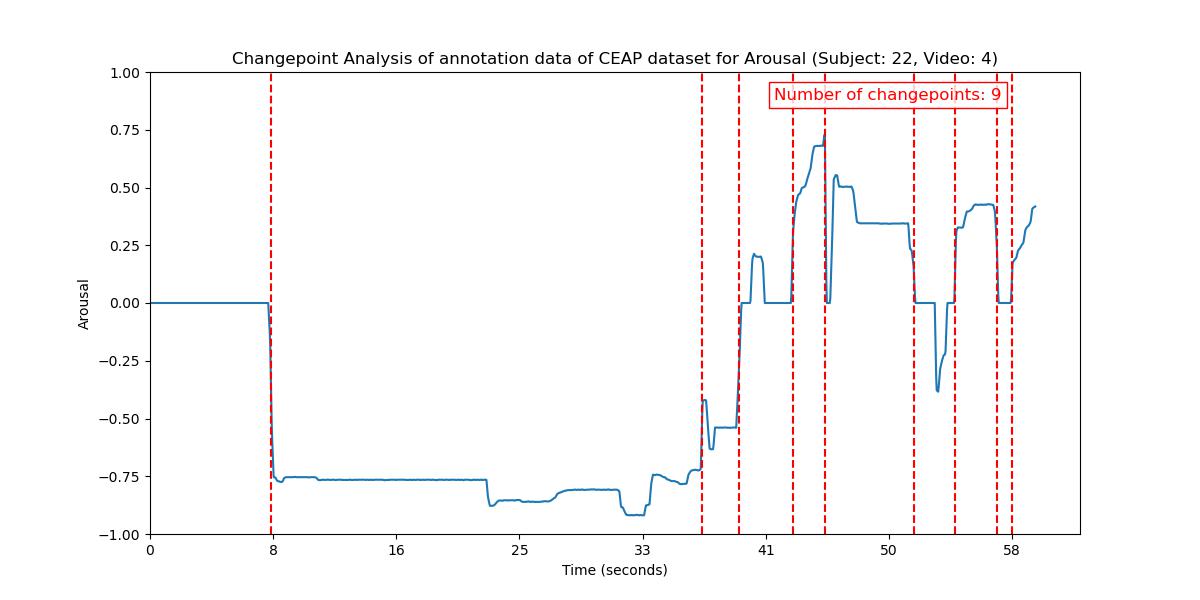 Changepoint Analysis of annotation data of CEAP dataset for Arousal (Subject: 22, Video: 4)
Number of changepoints: 9
Arousal
1.00
0.75
0.50
0.25
0.00
−0.25
−0.50
−0.75
−1.00
0 8 16 25 33 41 50 58
Time (seconds)